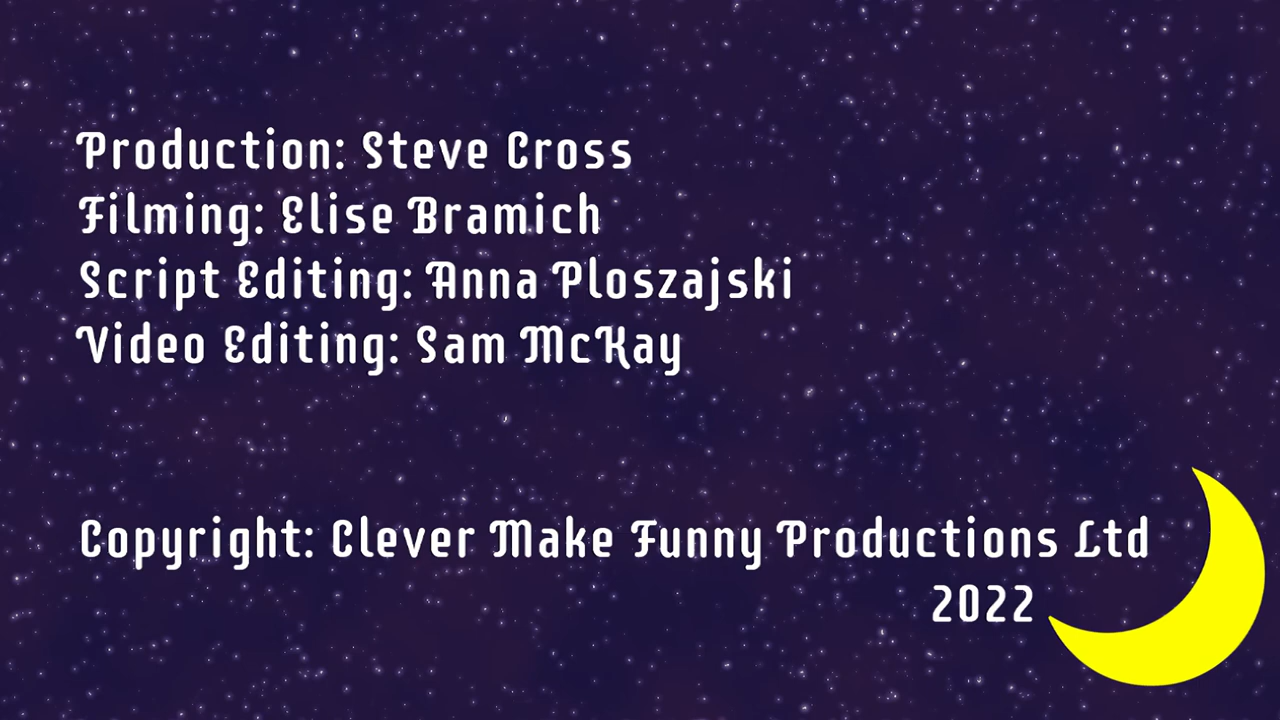 Production: Steve Cross
Filming: Elise Bramich
Script Editing: Anna Ploszajski
Video Editing: Sam McKay
Copyright: Clever Make Funny Productions Ltd
2022